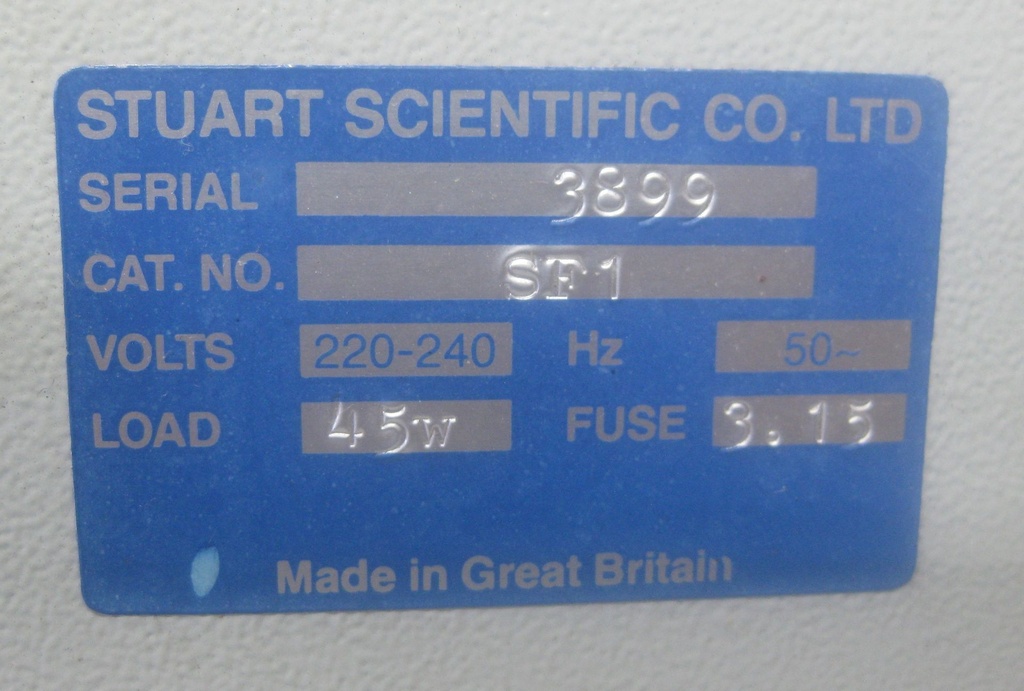 STUART SCIENTIFIC CO. LTD
SERIAL 3899
CAT. NO. SF1
VOLTS 220-240 Hz 50~
LOAD 45w FUSE 3.15
Made in Great Britain